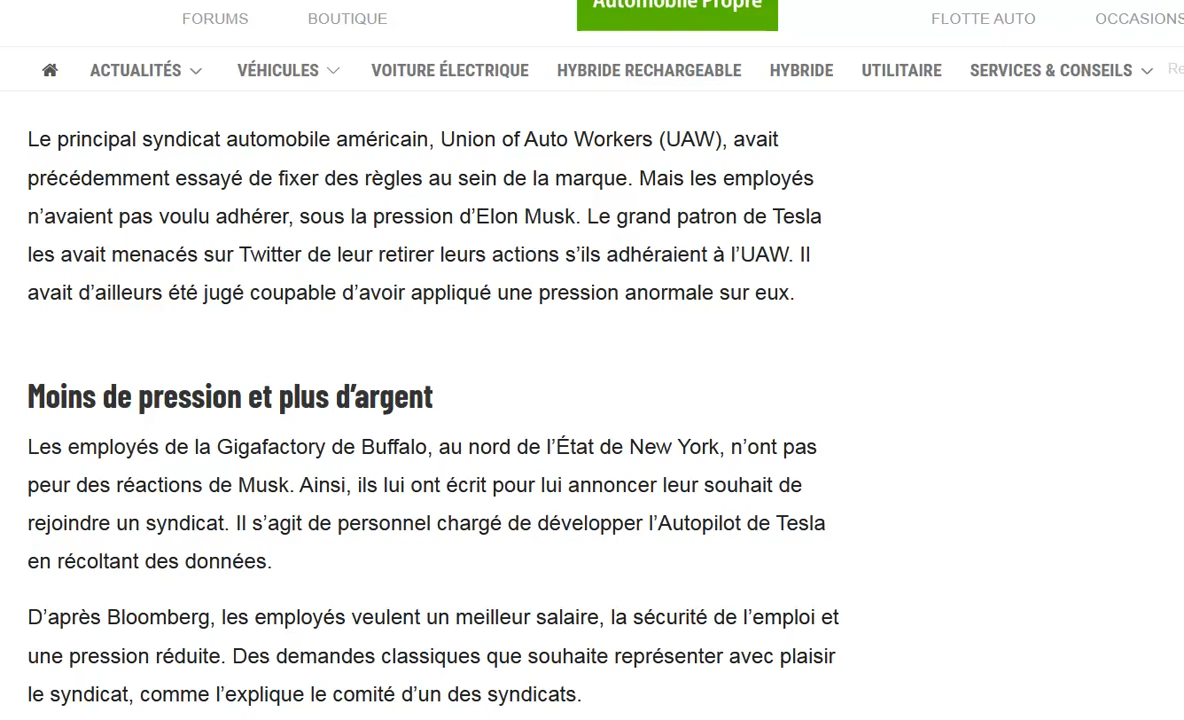 FORUMS BOUTIQUE Automobile Propre FLOTTE AUTO OCCASIONS
ACTUALITÉS VÉHICULES VOITURE ÉLECTRIQUE HYBRIDE RECHARGEABLE HYBRIDE UTILITAIRE SERVICES & CONSEILS Re
Le principal syndicat automobile américain, Union of Auto Workers (UAW), avait
précédemment essayé de fixer des règles au sein de la marque. Mais les employés
n’avaient pas voulu adhérer, sous la pression d’Elon Musk. Le grand patron de Tesla
les avait menacés sur Twitter de leur retirer leurs actions s’ils adhéraient à l’UAW. Il
avait d’ailleurs été jugé coupable d’avoir appliqué une pression anormale sur eux.
Moins de pression et plus d’argent
Les employés de la Gigafactory de Buffalo, au nord de l’État de New York, n’ont pas
peur des réactions de Musk. Ainsi, ils lui ont écrit pour lui annoncer leur souhait de
rejoindre un syndicat. Il s’agit de personnel chargé de développer l’Autopilot de Tesla
en récoltant des données.
D’après Bloomberg, les employés veulent un meilleur salaire, la sécurité de l’emploi et
une pression réduite. Des demandes classiques que souhaite représenter avec plaisir
le syndicat, comme l’explique le comité d’un des syndicats.